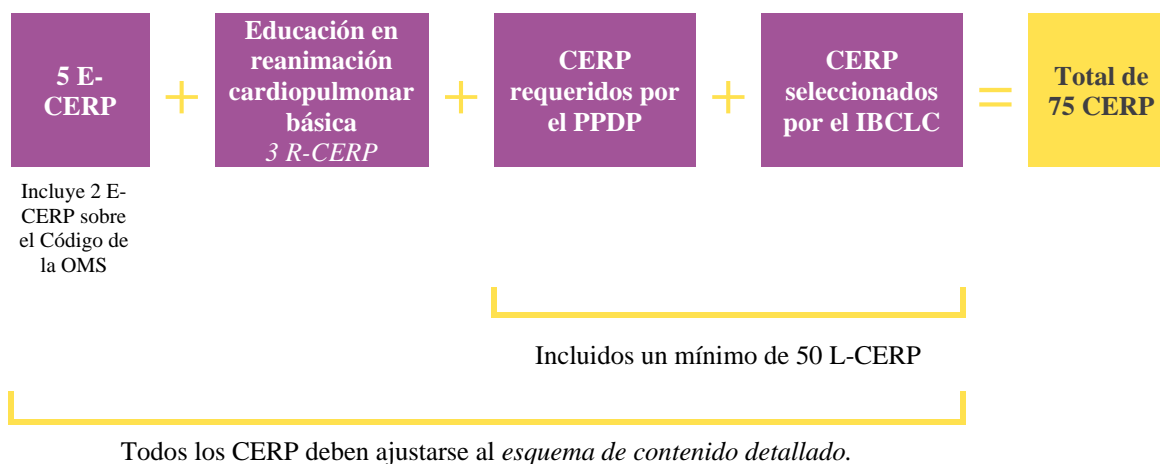 5 E-
CERP
+
Educación en
reanimación
cardiopulmonar
básica
3 R-CERP
+
CERP
requeridos por
el PPDP
+
CERP
seleccionados
por el IBCLC
=
Total de
75 CERP
Incluye 2 E-
CERP sobre
el Código de
la OMS
Incluidos un mínimo de 50 L-CERP
Todos los CERP deben ajustarse al esquema de contenido detallado.